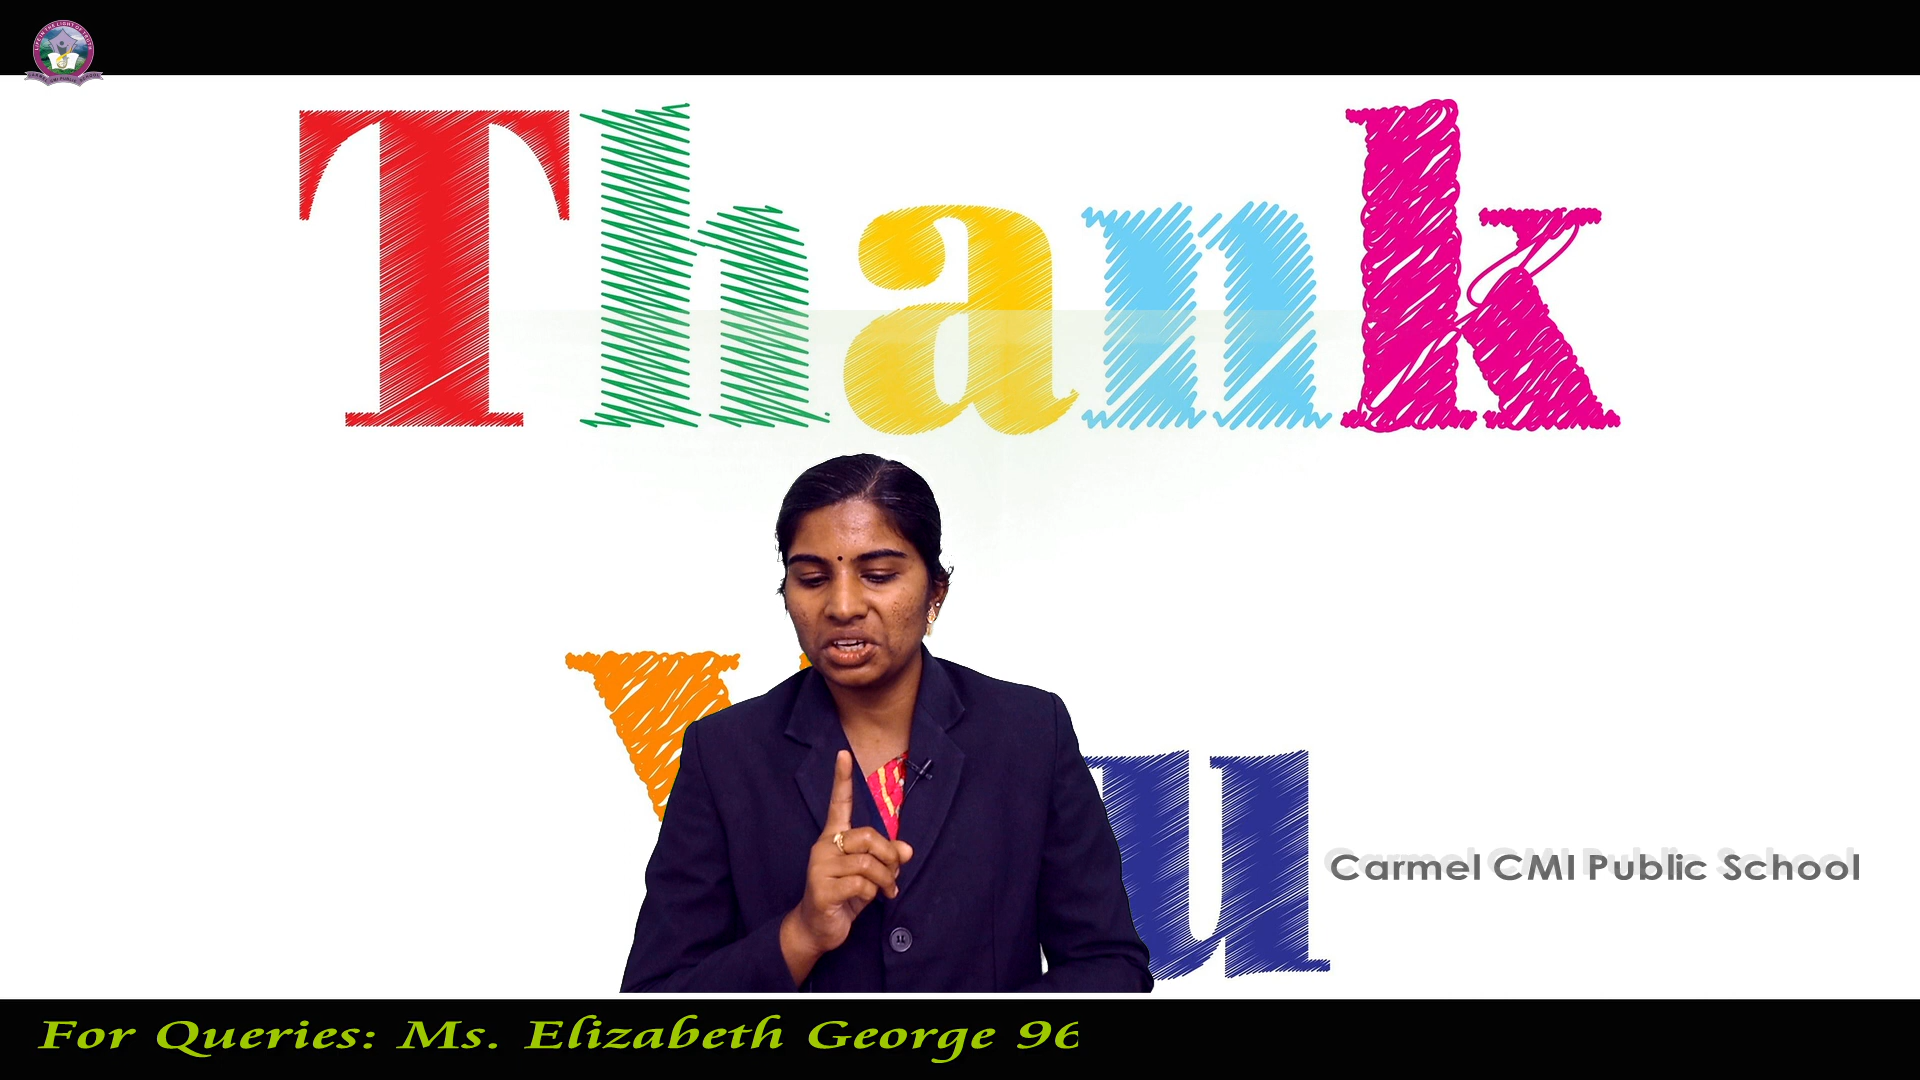 Thank
u
Carmel CMI Public School
For Queries: Ms. Elizabeth George 96